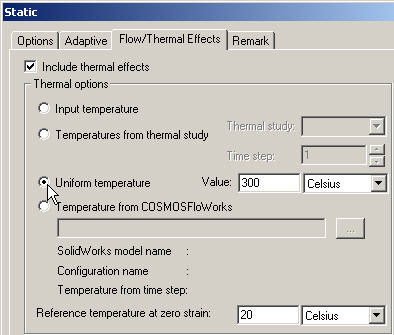 Static
Options Adaptive Flow/Thermal Effects Remark
Include thermal effects
Thermal options
Input temperature
Temperatures from thermal study
Thermal study:
Time step: 1
Uniform temperature Value: 300 Celsius
Temperature from COSMOSFloWorks
...
SolidWorks model name :
Configuration name :
Temperature from time step:
Reference temperature at zero strain: 20 Celsius